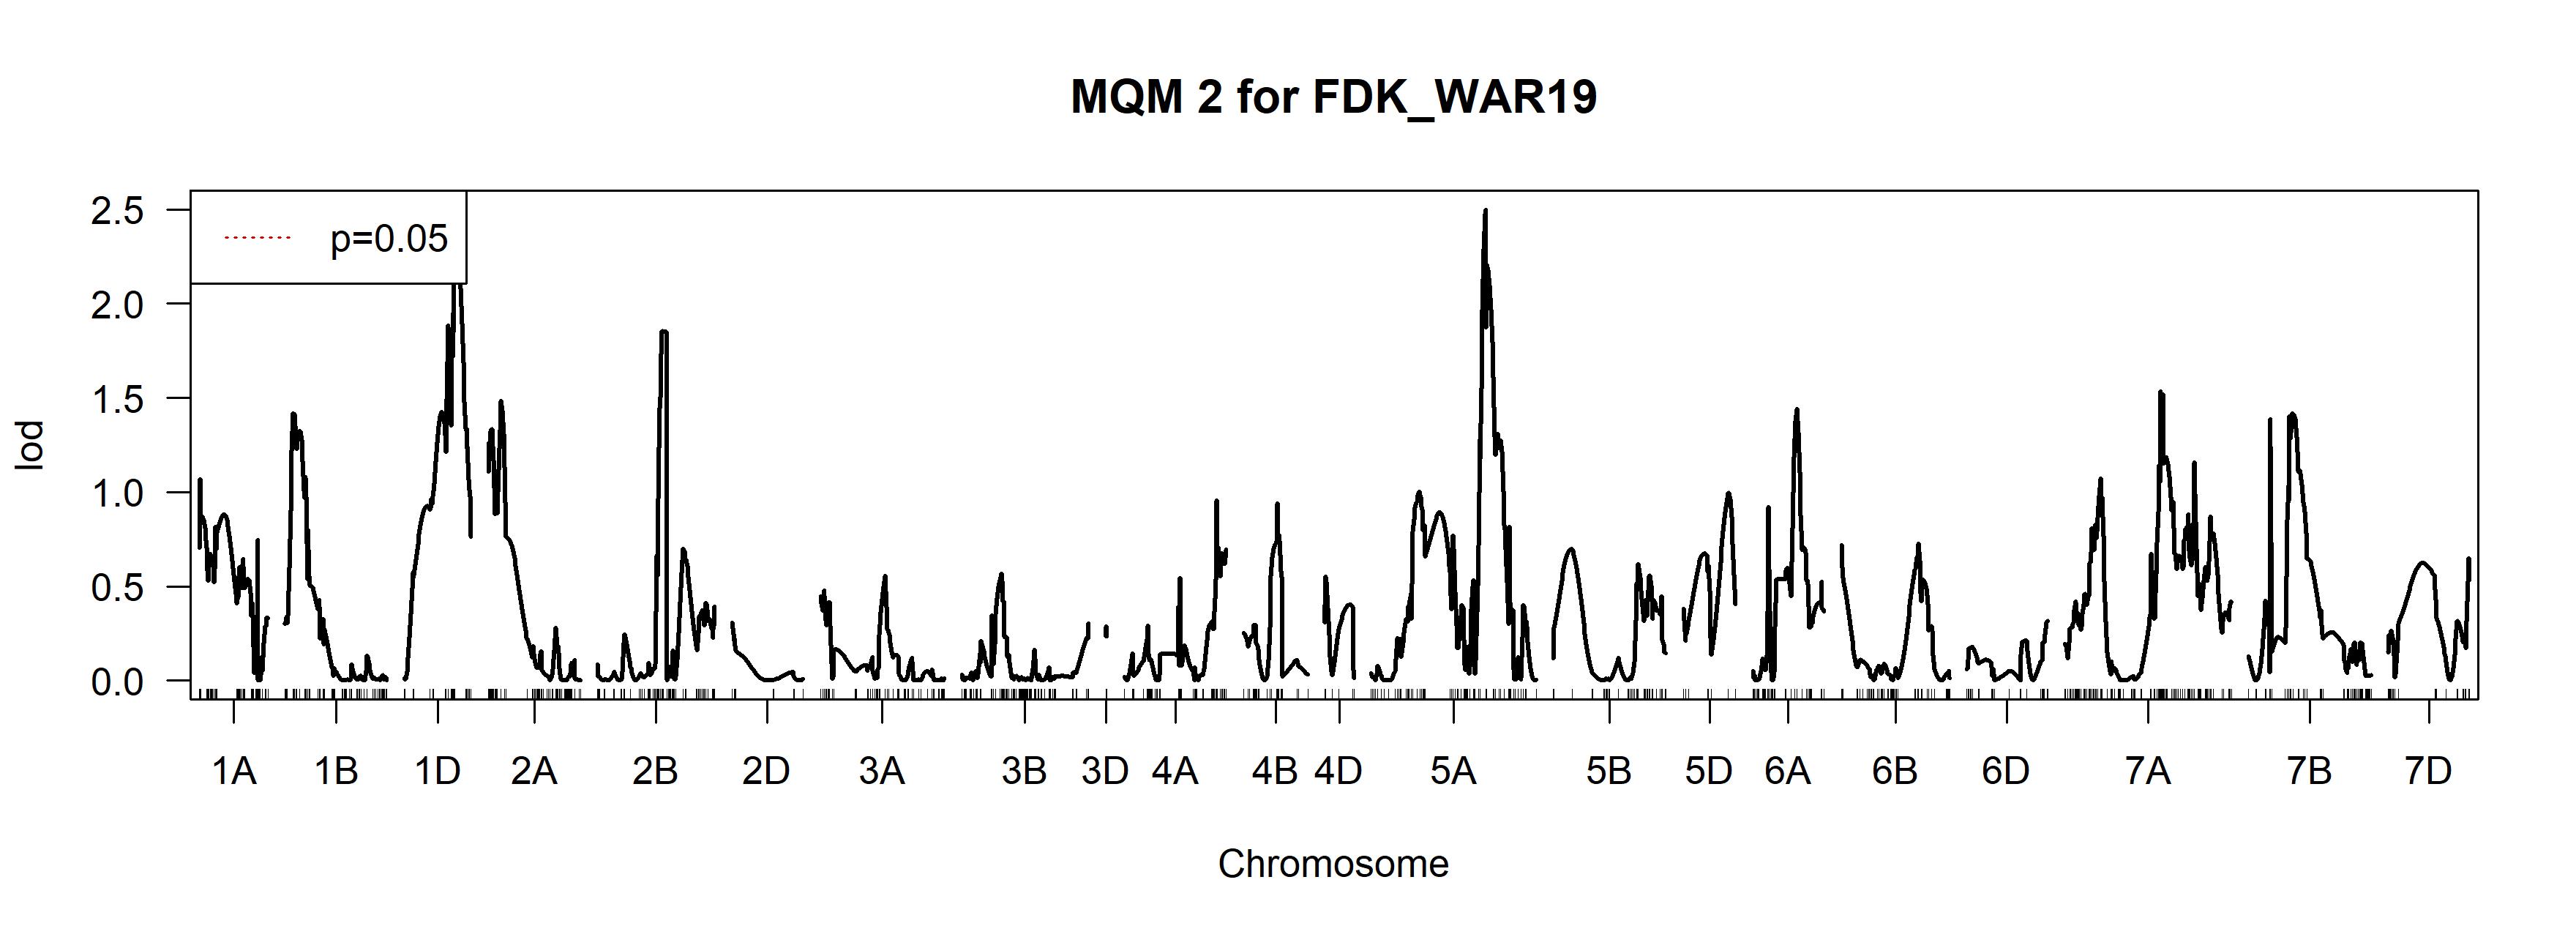 MQM 2 for FDK_WAR19
p=0.05
2.5
2.0
1.5
1.0
0.5
0.0
lod
1A 1B 1D 2A 2B 2D 3A 3B 3D 4A 4B 4D 5A 5B 5D 6A 6B 6D 7A 7B 7D
Chromosome